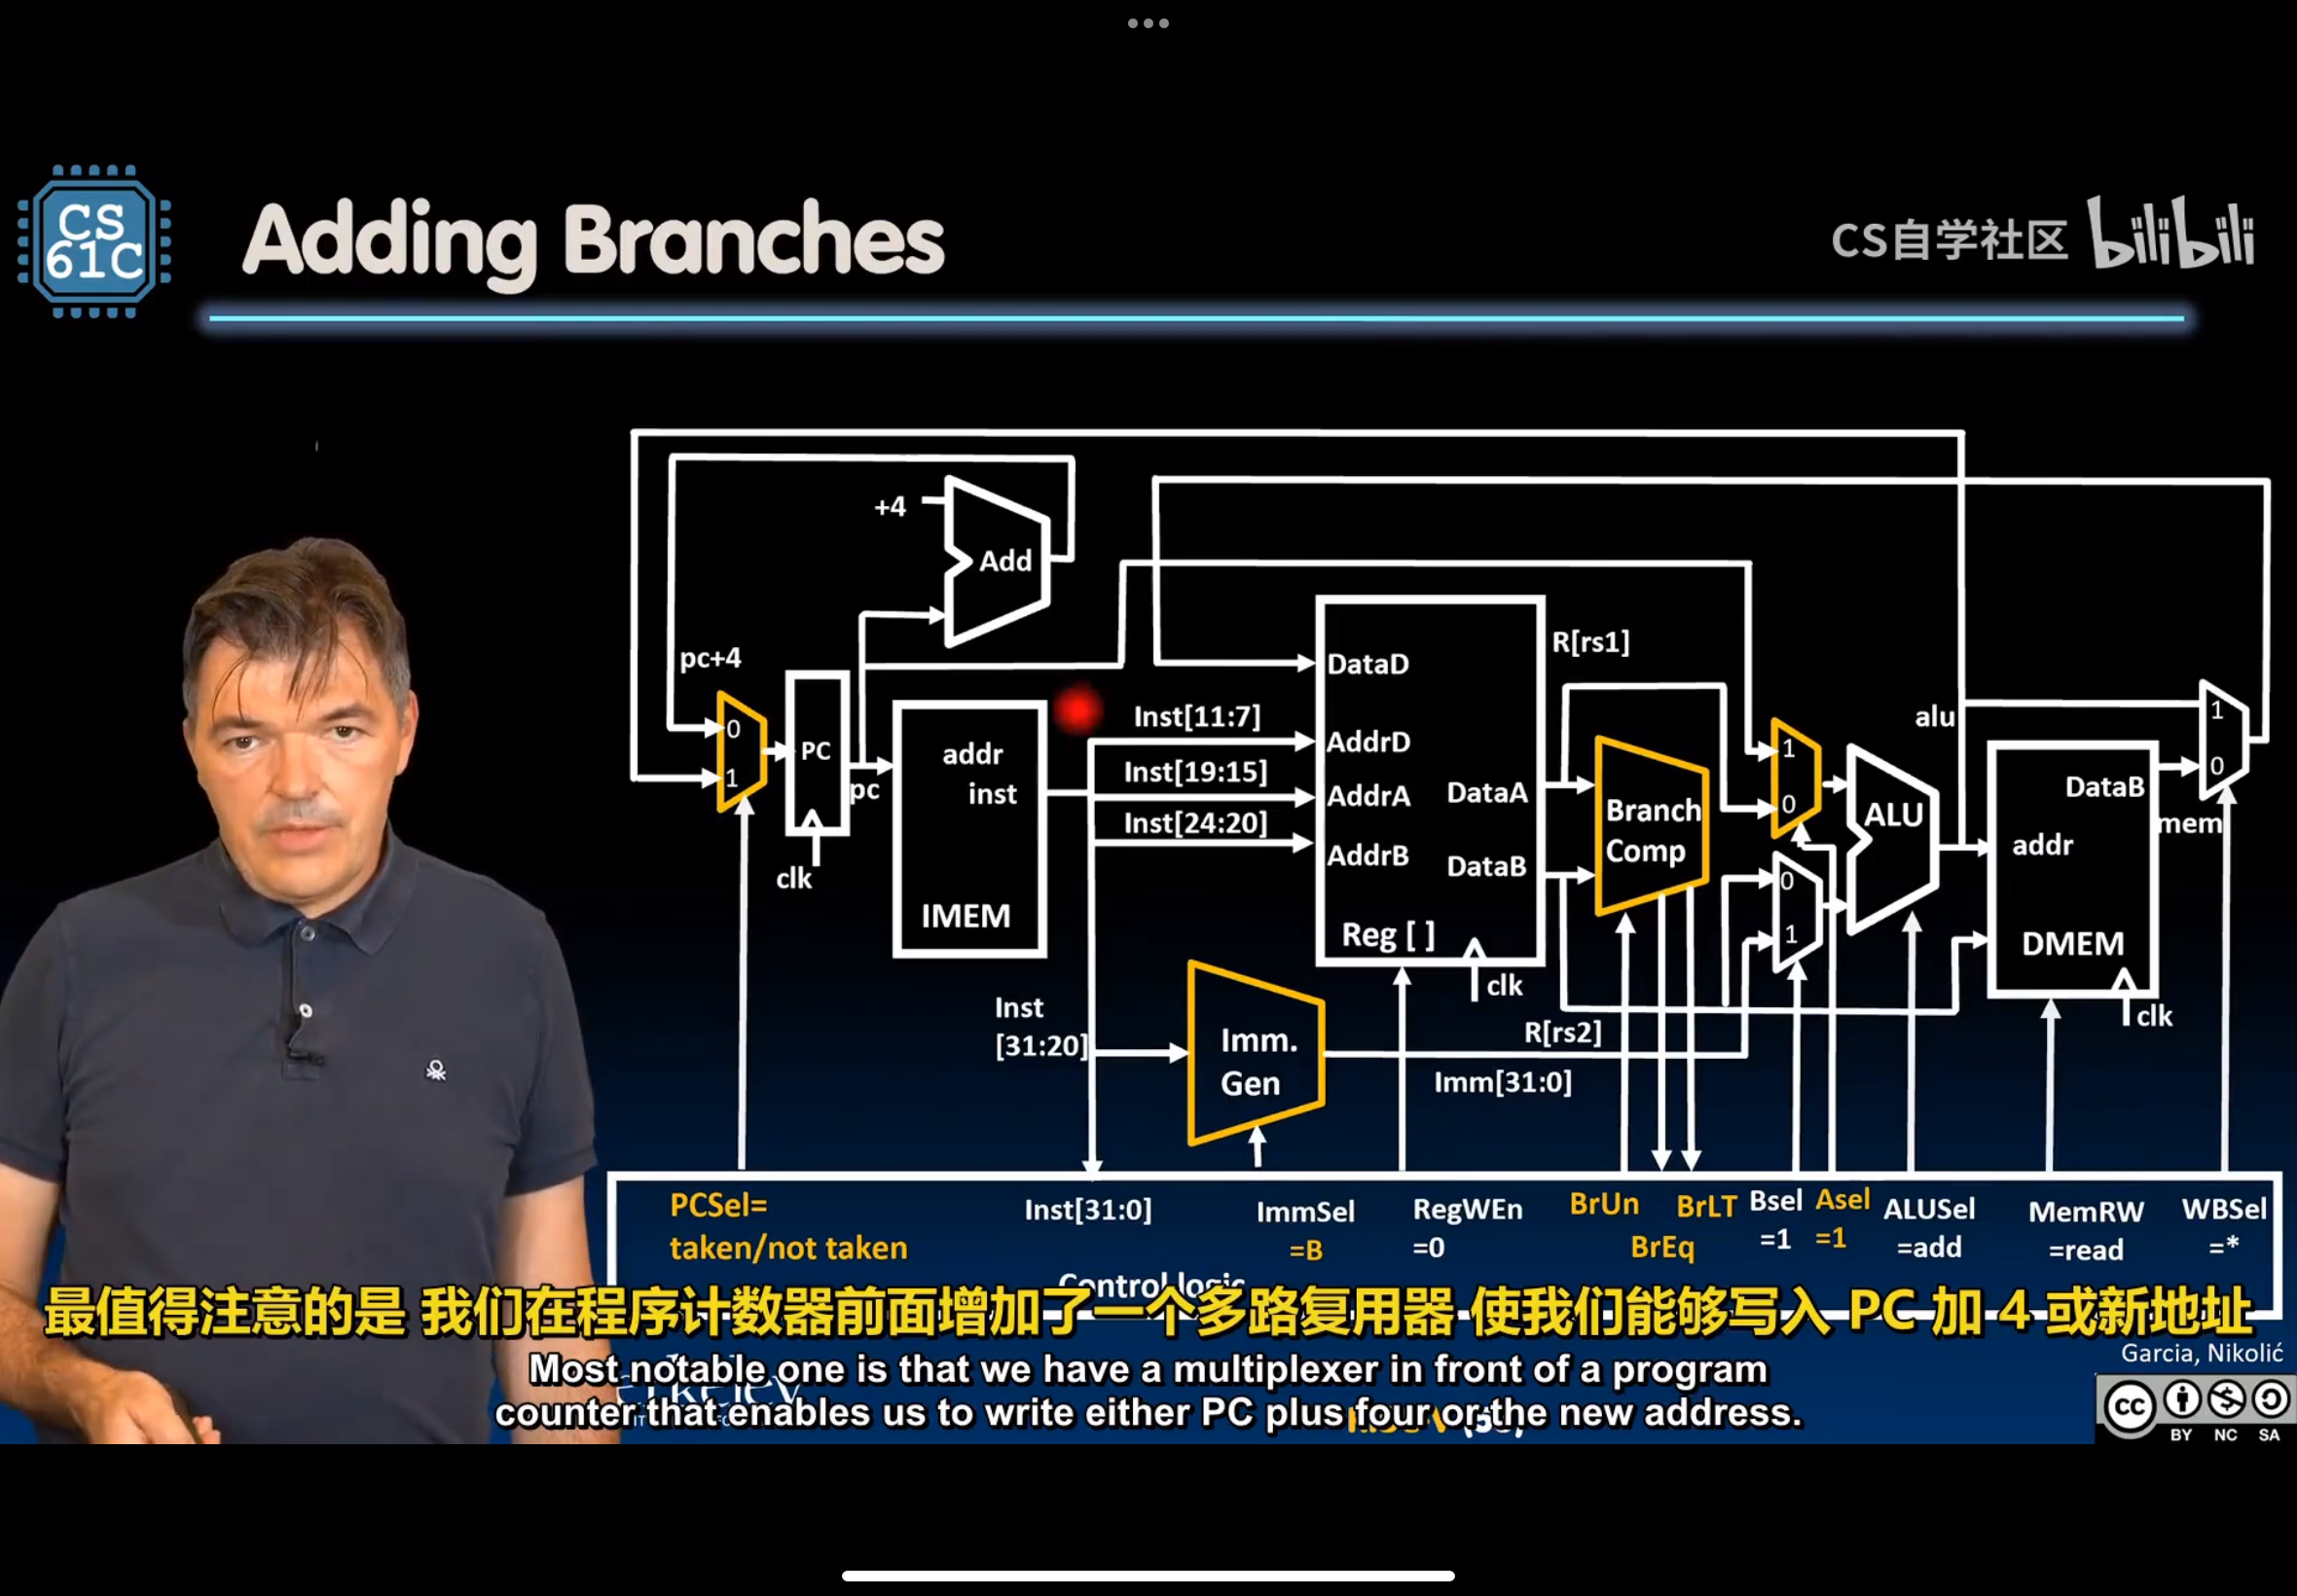 CS
61C
Adding Branches
CS自学社区 bilibili
+4
Add
pc+4
0
1
PC
pc
clk
addr
inst
IMEM
Inst[11:7]
Inst[19:15]
Inst[24:20]
DataD
AddrD
AddrA
AddrB
DataA
DataB
Reg [ ]
clk
R[rs1]
Branch
Comp
1
0
0
1
ALU
alu
addr
DataB
DMEM
clk
mem
1
0
Inst
[31:20]
Imm.
Gen
R[rs2]
Imm[31:0]
PCSel=
taken/not taken
Inst[31:0]
ImmSel
=B
RegWEn
=0
BrUn
BrEq
BrLT
Bsel
=1
Asel
=1
ALUSel
=add
MemRW
=read
WBSel
=*
Control logic
最值得注意的是 我们在程序计数器前面增加了一个多路复用器 使我们能够写入 PC 加 4 或新地址
Most notable one is that we have a multiplexer in front of a program
counter that enables us to write either PC plus four or the new address.
Garcia, Nikolić
cc
BY NC SA